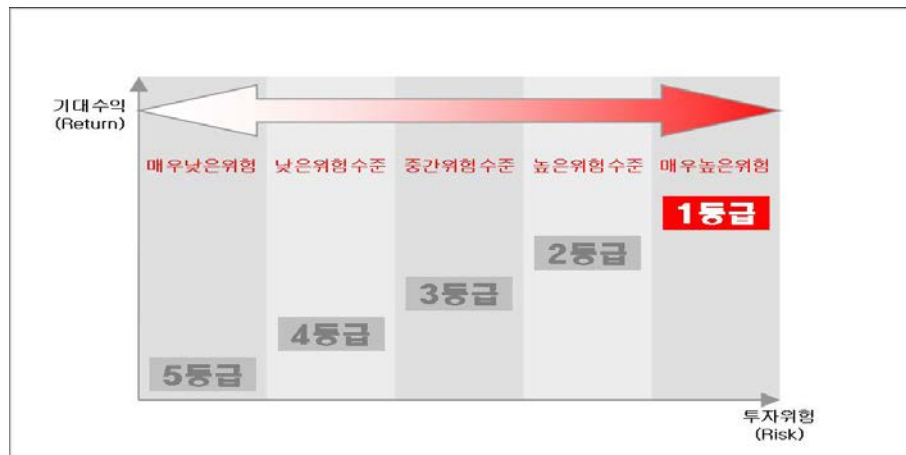 기대수익
(Return)
매우낮은위험 낮은위험수준 중간위험수준 높은위험수준 매우높은위험
1등급
2등급
3등급
4등급
5등급
투자위험
(Risk)